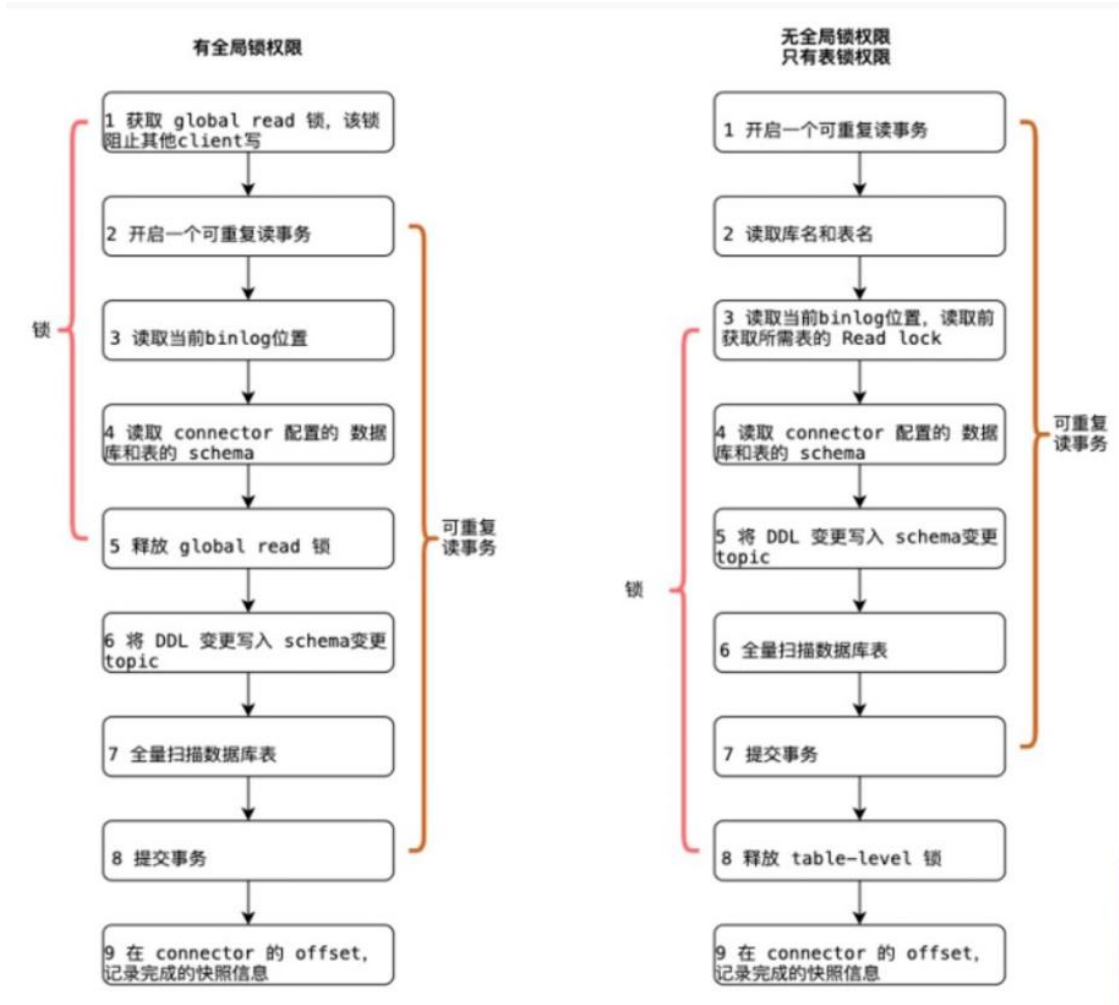 有全局锁权限
1 获取 global read 锁, 该锁
阻止其他client写
2 开启一个可重复读事务
3 读取当前binlog位置
锁
4 读取 connector 配置的 数据
库和表的 schema
5 释放 global read 锁
可重复
读事务
6 将 DDL 变更写入 schema变更
topic
7 全量扫描数据库表
8 提交事务
9 在 connector 的 offset,
记录完成的快照信息
无全局锁权限
只有表锁权限
1 开启一个可重复读事务
2 读取库名和表名
3 读取当前binlog位置, 读取前
获取所需表的 Read lock
4 读取 connector 配置的 数据
库和表的 schema
可重复
读事务
5 将 DDL 变更写入 schema变更
topic
锁
6 全量扫描数据库表
7 提交事务
8 释放 table-level 锁
9 在 connector 的 offset,
记录完成的快照信息